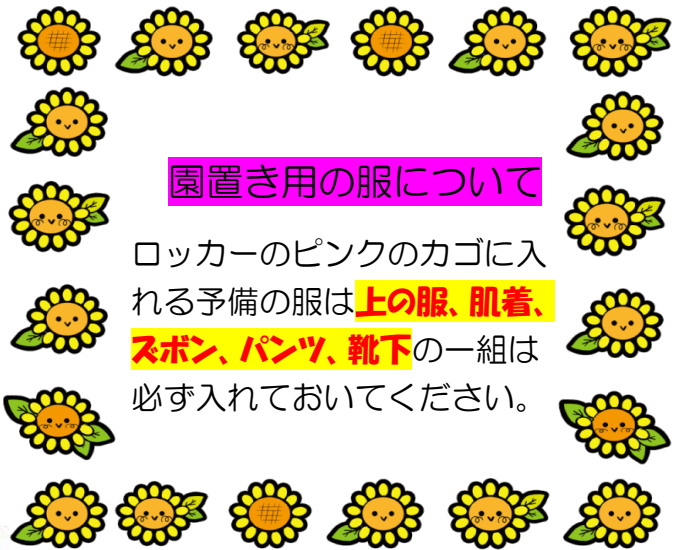 園置き用の服について
ロッカーのピンクのカゴに入
れる予備の服は上の服、肌着、
ズボン、パンツ、靴下の一組は
必ず入れておいてください。